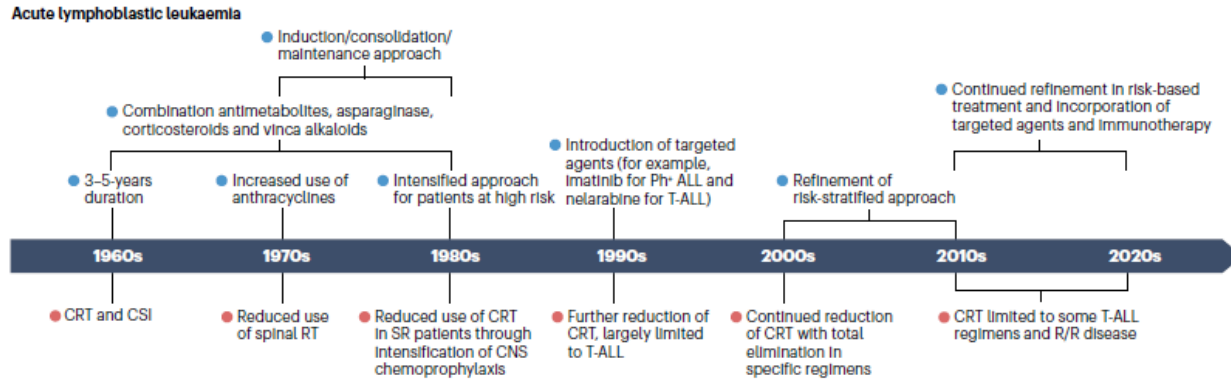 Acute lymphoblastic leukaemia
Induction/consolidation/
maintenance approach
Combination antimetabolites, asparaginase,
corticosteroids and vinca alkaloids
Continued refinement in risk-based
treatment and incorporation of
targeted agents and immunotherapy
3–5-years
duration
Increased use of
anthracyclines
Intensified approach
for patients at high risk
Introduction of targeted
agents (for example,
imatinib for Ph⁺ ALL and
nelarabine for T-ALL)
Refinement of
risk-stratified approach
1960s
1970s
1980s
1990s
2000s
2010s
2020s
CRT and CSI
Reduced use
of spinal RT
Reduced use of CRT
in SR patients through
intensification of CNS
chemoprophylaxis
Further reduction of
CRT, largely limited
to T-ALL
Continued reduction
of CRT with total
elimination in
specific regimens
CRT limited to some T-ALL
regimens and R/R disease